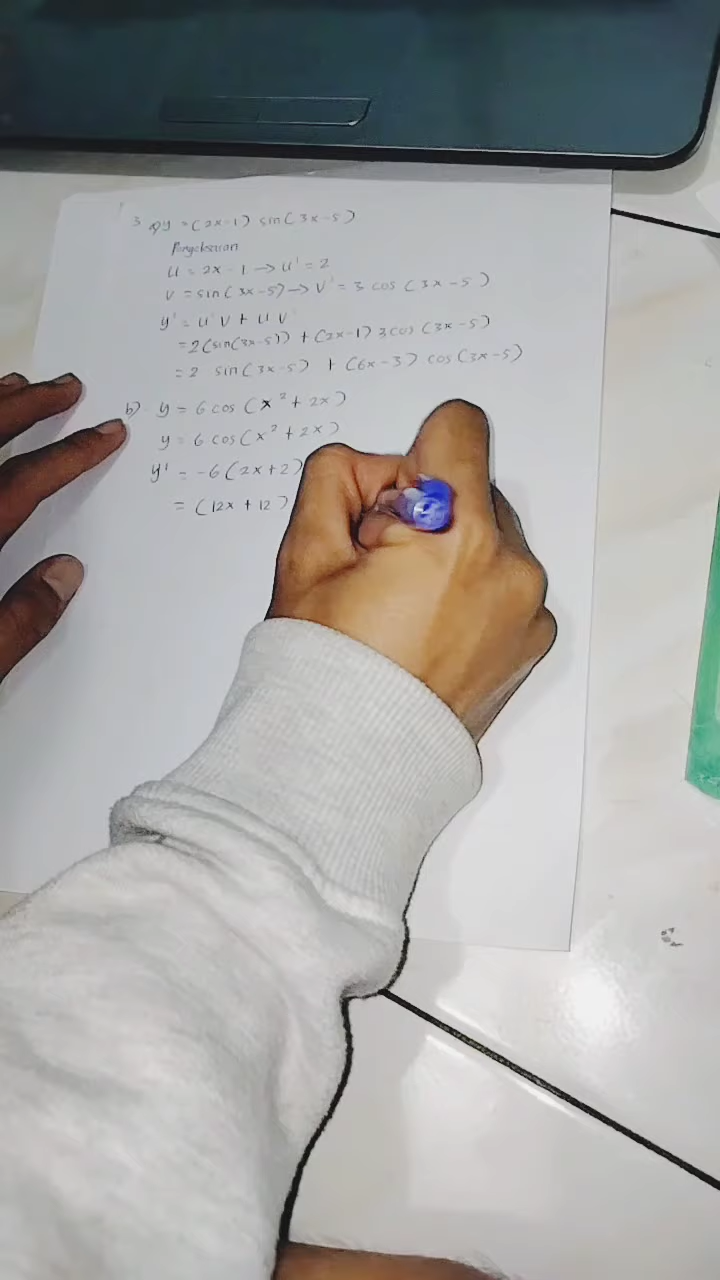 3 a) y = (2x-1) sin(3x-5)
u = 2x-1 → u' = 2
v = sin(3x-5) → v' = 3 cos (3x-5)
y' = u'v + u v'
= 2(sin(3x-5)) + (2x-1) 3 cos (3x-5)
= 2 sin(3x-5) + (6x-3) cos(3x-5)
b) y = 6 cos (x² + 2x)
y = 6 cos(x² + 2x)
y' = -6(2x+2)
= (12x + 12)